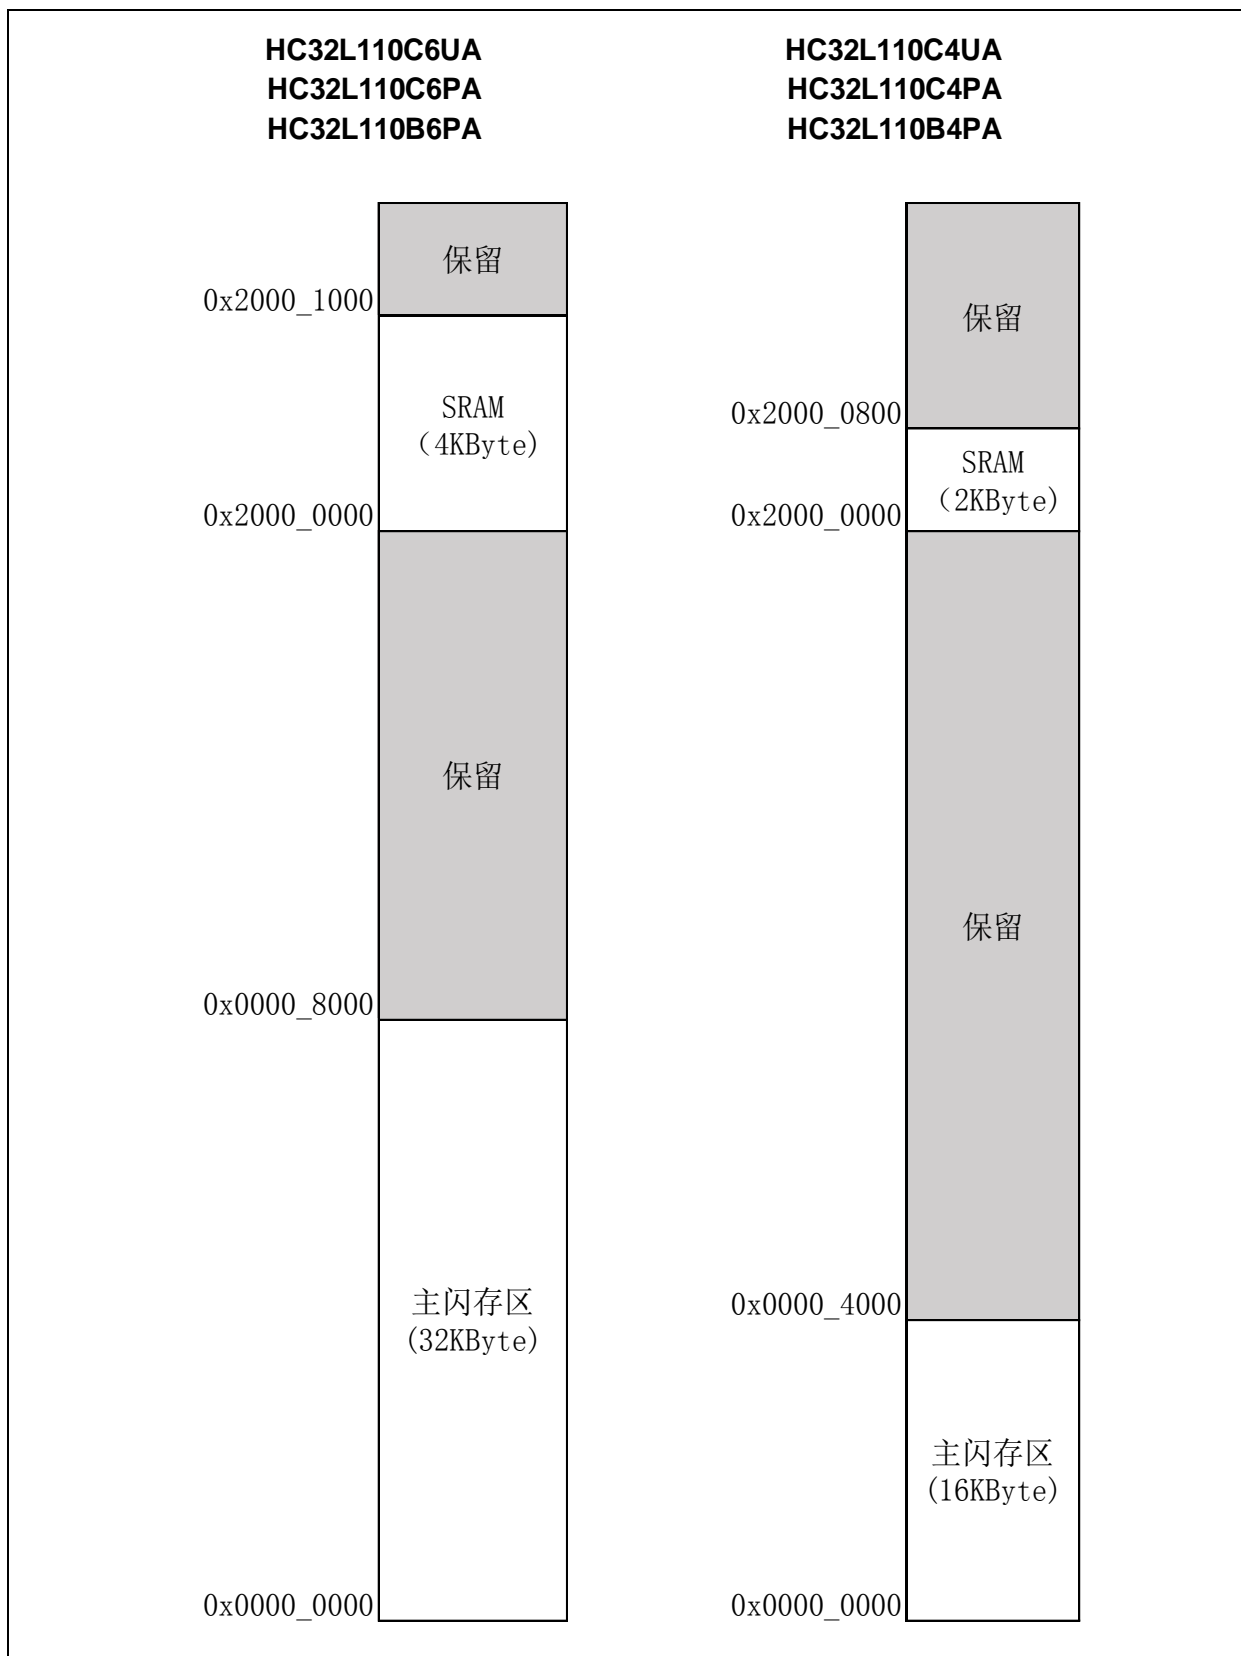 HC32L110C6UA
HC32L110C6PA
HC32L110B6PA
保留
0x2000_1000
SRAM
（4KByte)
0x2000_0000
保留
0x0000_8000
主闪存区
(32KByte)
0x0000_0000
HC32L110C4UA
HC32L110C4PA
HC32L110B4PA
保留
0x2000_0800
SRAM
（2KByte)
0x2000_0000
保留
0x0000_4000
主闪存区
(16KByte)
0x0000_0000